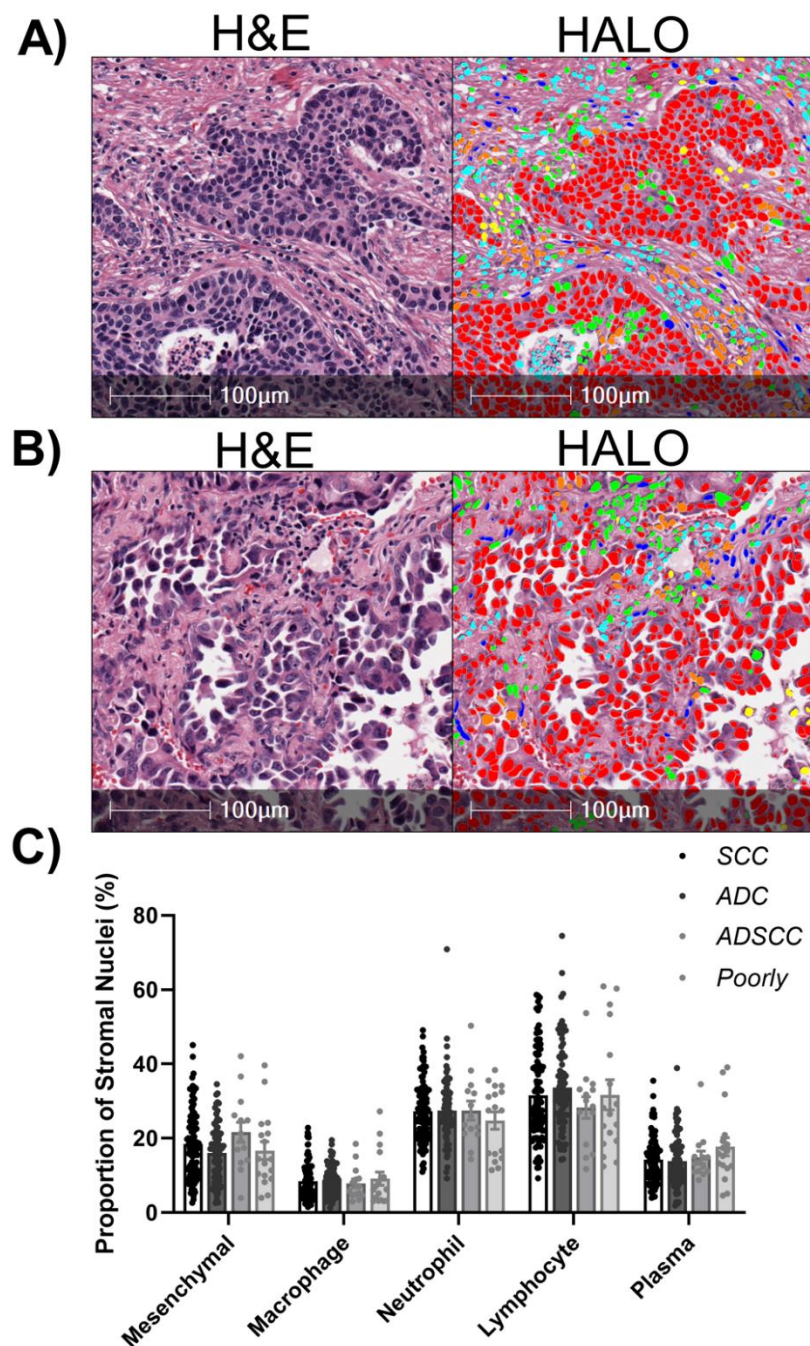 A)
H&E
HALO
100µm
100µm
B)
H&E
HALO
100µm
100µm
C)
SCC
ADC
ADSCC
Poorly
Proportion of Stromal Nuclei (%)
80
60
40
20
0
Mesenchymal
Macrophage
Neutrophil
Lymphocyte
Plasma